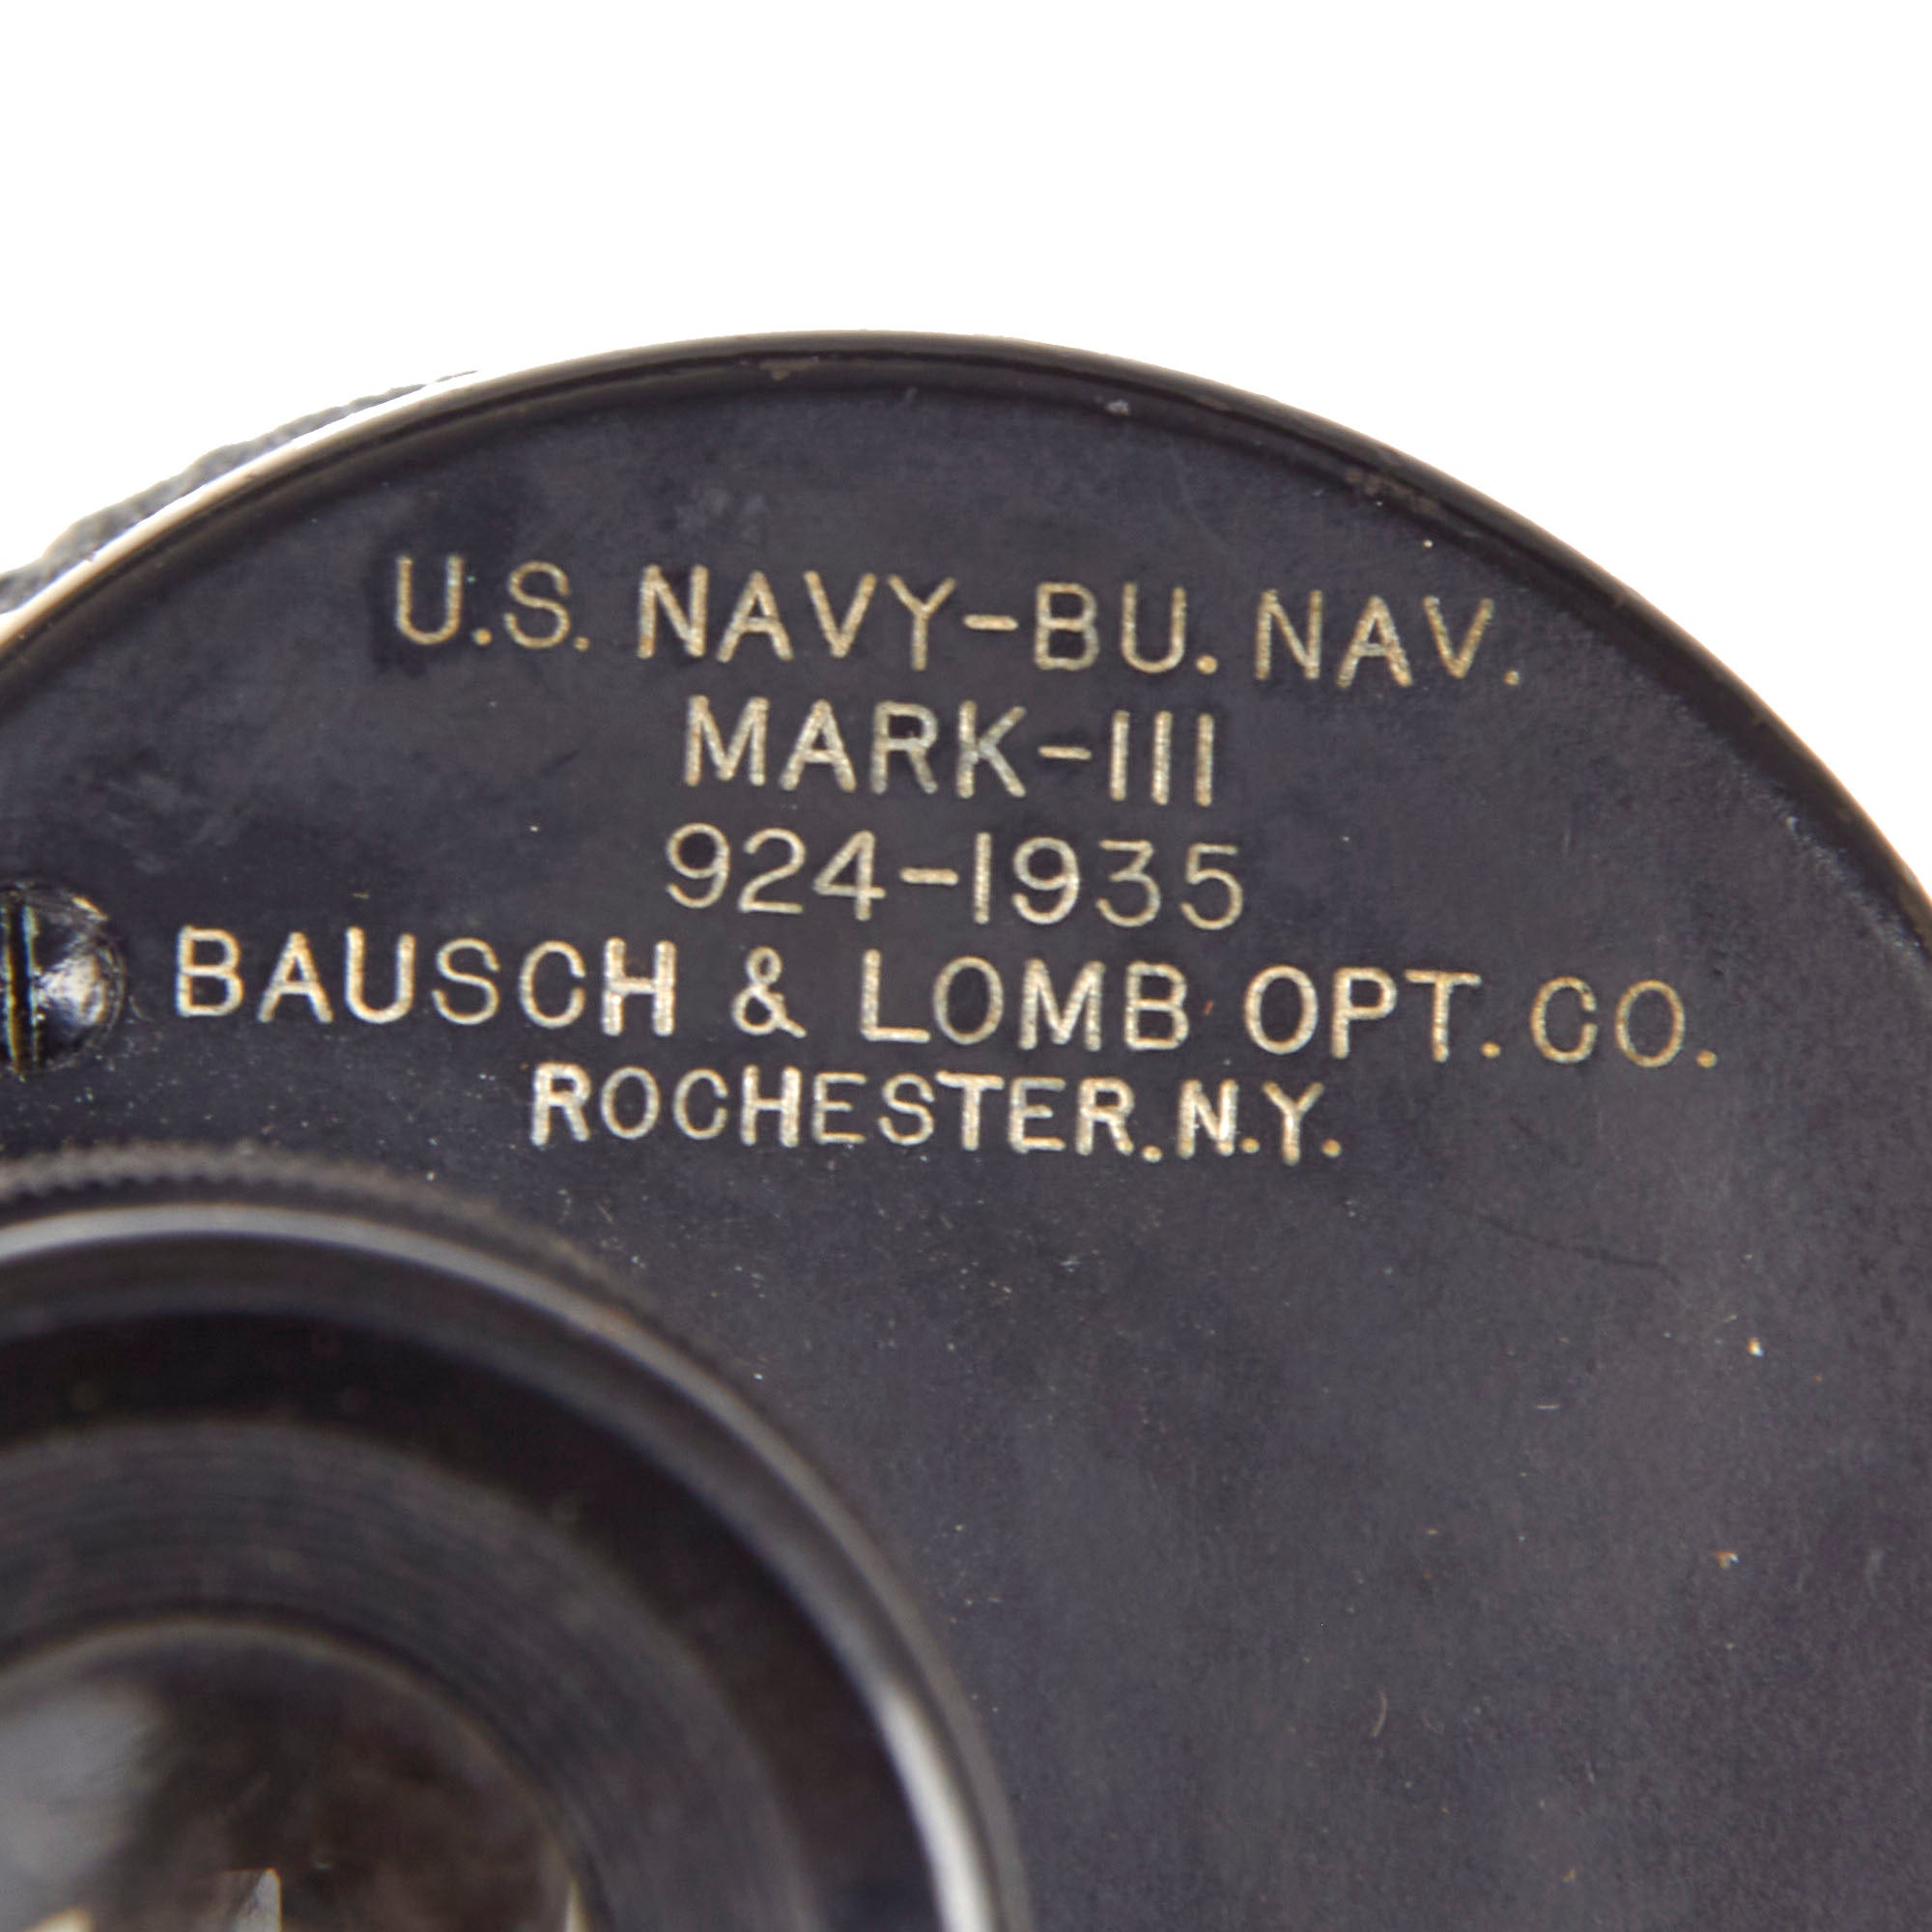 U.S. NAVY-BU. NAV.
MARK-III
924-1935
BAUSCH & LOMB OPT. CO.
ROCHESTER. N.Y.